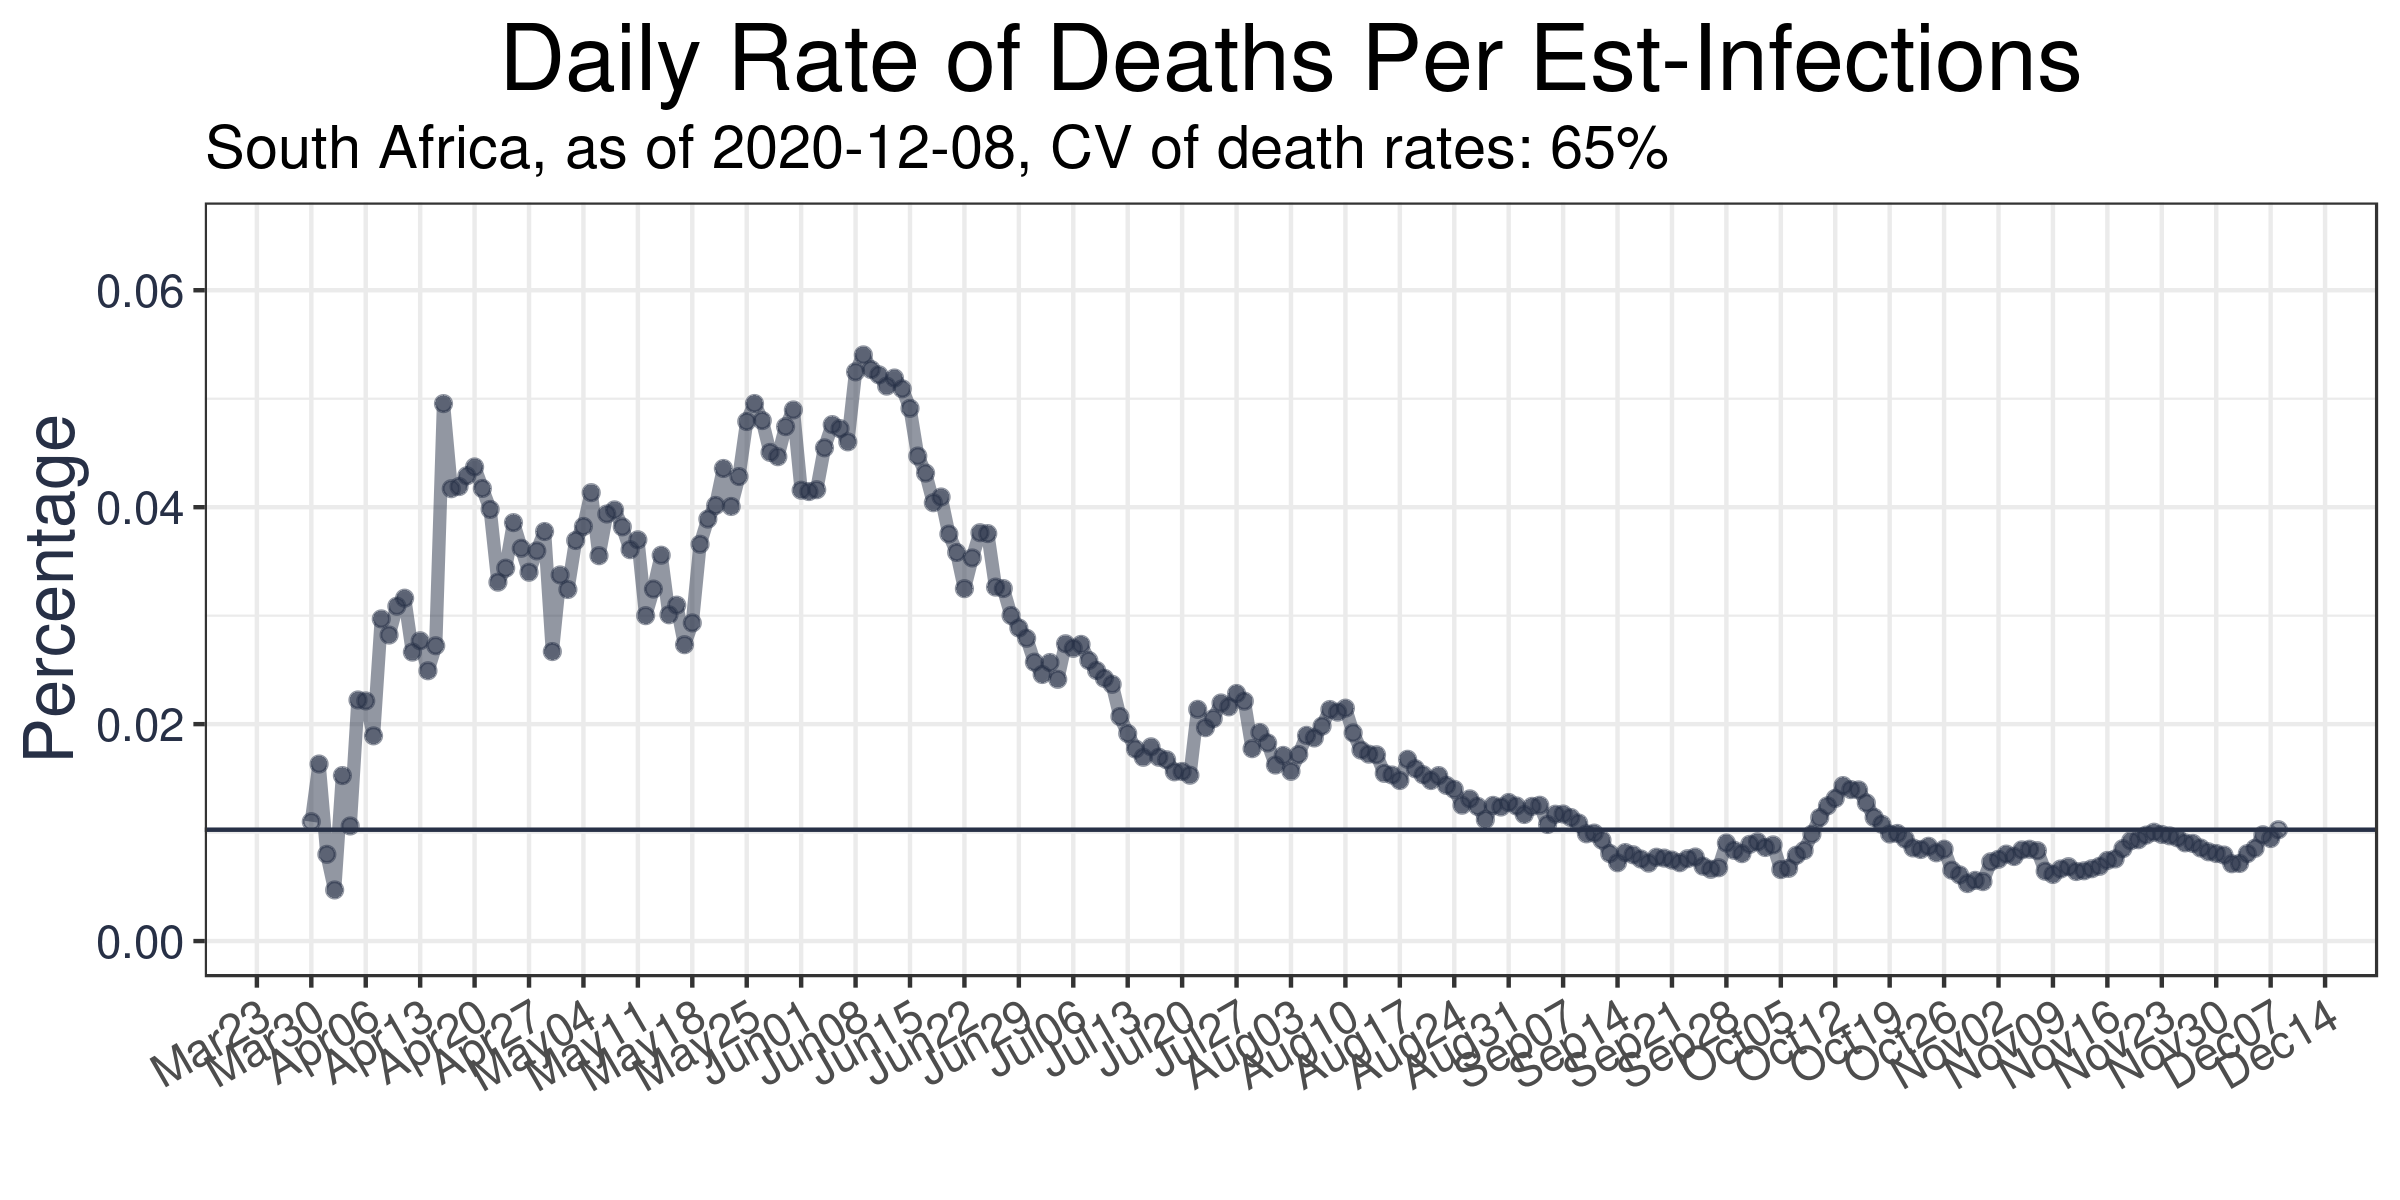 Daily Rate of Deaths Per Est-Infections
South Africa, as of 2020-12-08, CV of death rates: 65%
Percentage
0.06
0.04
0.02
0.00
Mar23
Mar30
Apr06
Apr13
Apr20
Apr27
May04
May11
May18
May25
Jun01
Jun08
Jun15
Jun22
Jun29
Jul06
Jul13
Jul20
Jul27
Aug03
Aug10
Aug17
Aug24
Aug31
Sep07
Sep14
Sep21
Sep28
Oct05
Oct12
Oct19
Oct26
Nov02
Nov09
Nov16
Nov23
Nov30
Dec07
Dec14